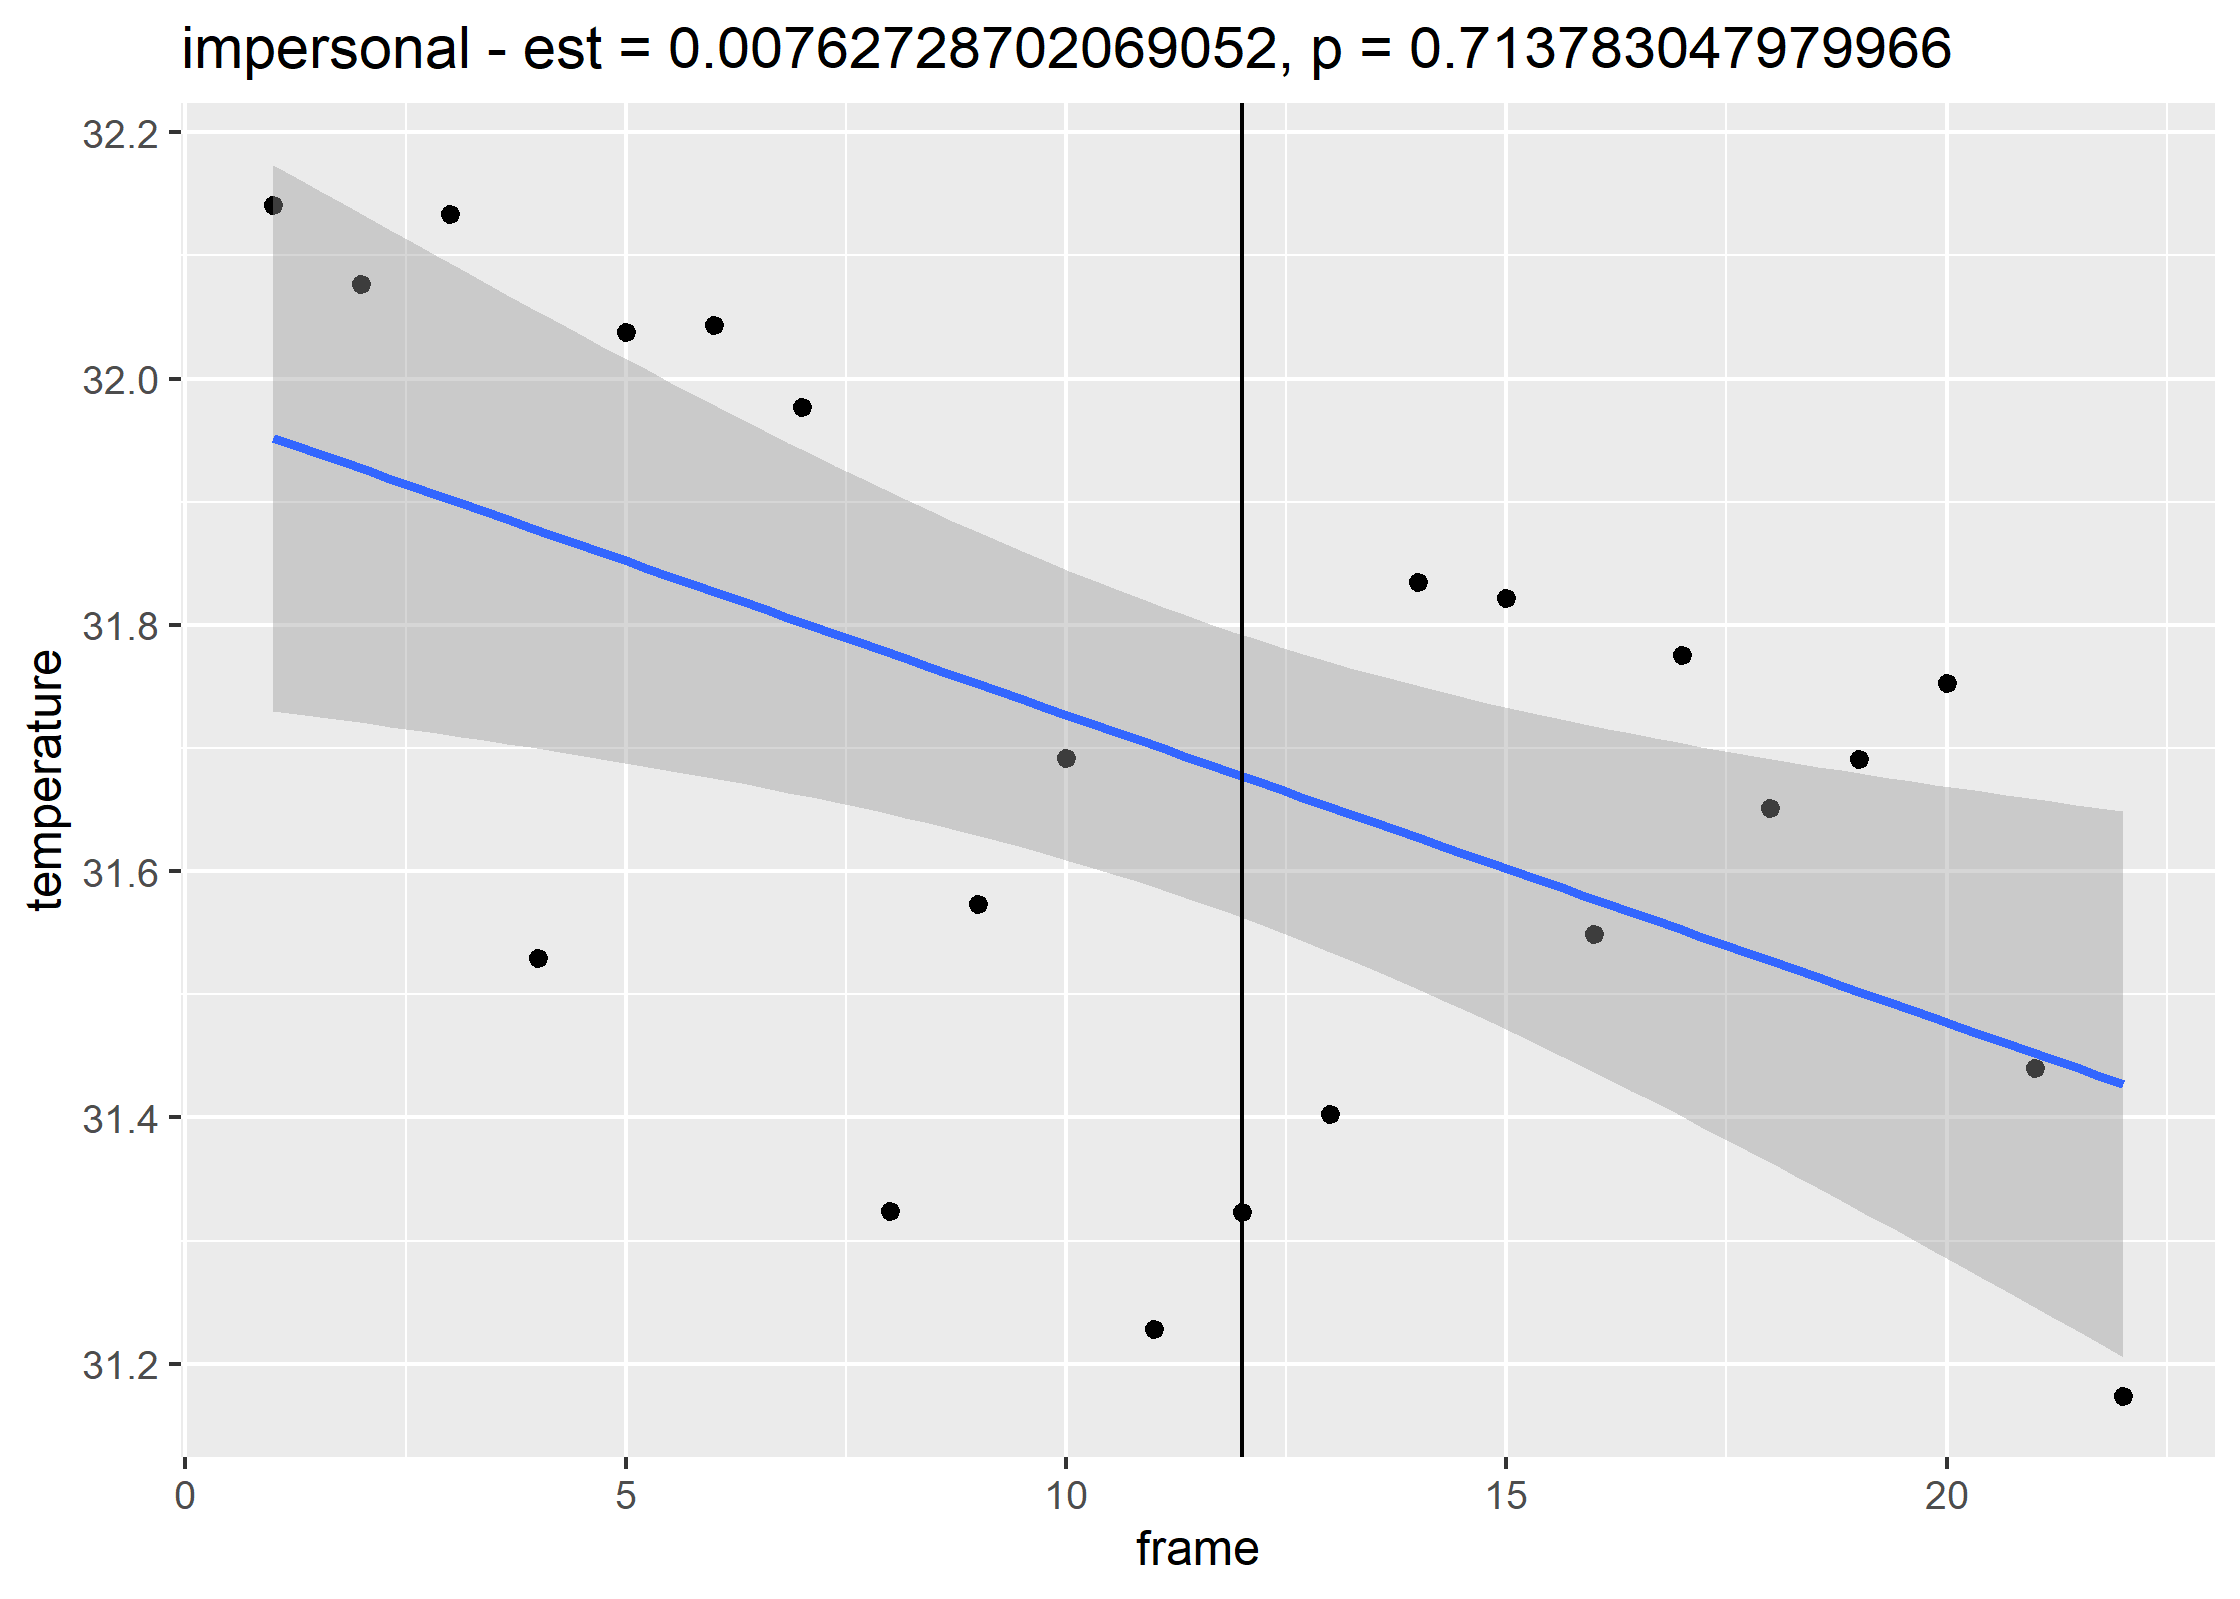 impersonal - est = 0.00762728702069052, p = 0.713783047979966
32.2
32.0
31.8
31.6
31.4
31.2
temperature
0 5 10 15 20
frame